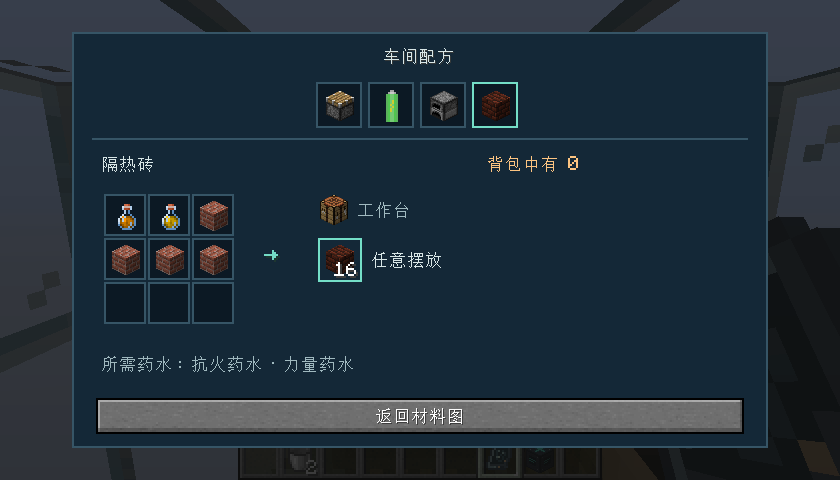 车间配方
隔热砖
背包中有 0
工作台
16
任意摆放
所需药水：抗火药水 · 力量药水
返回材料图
2